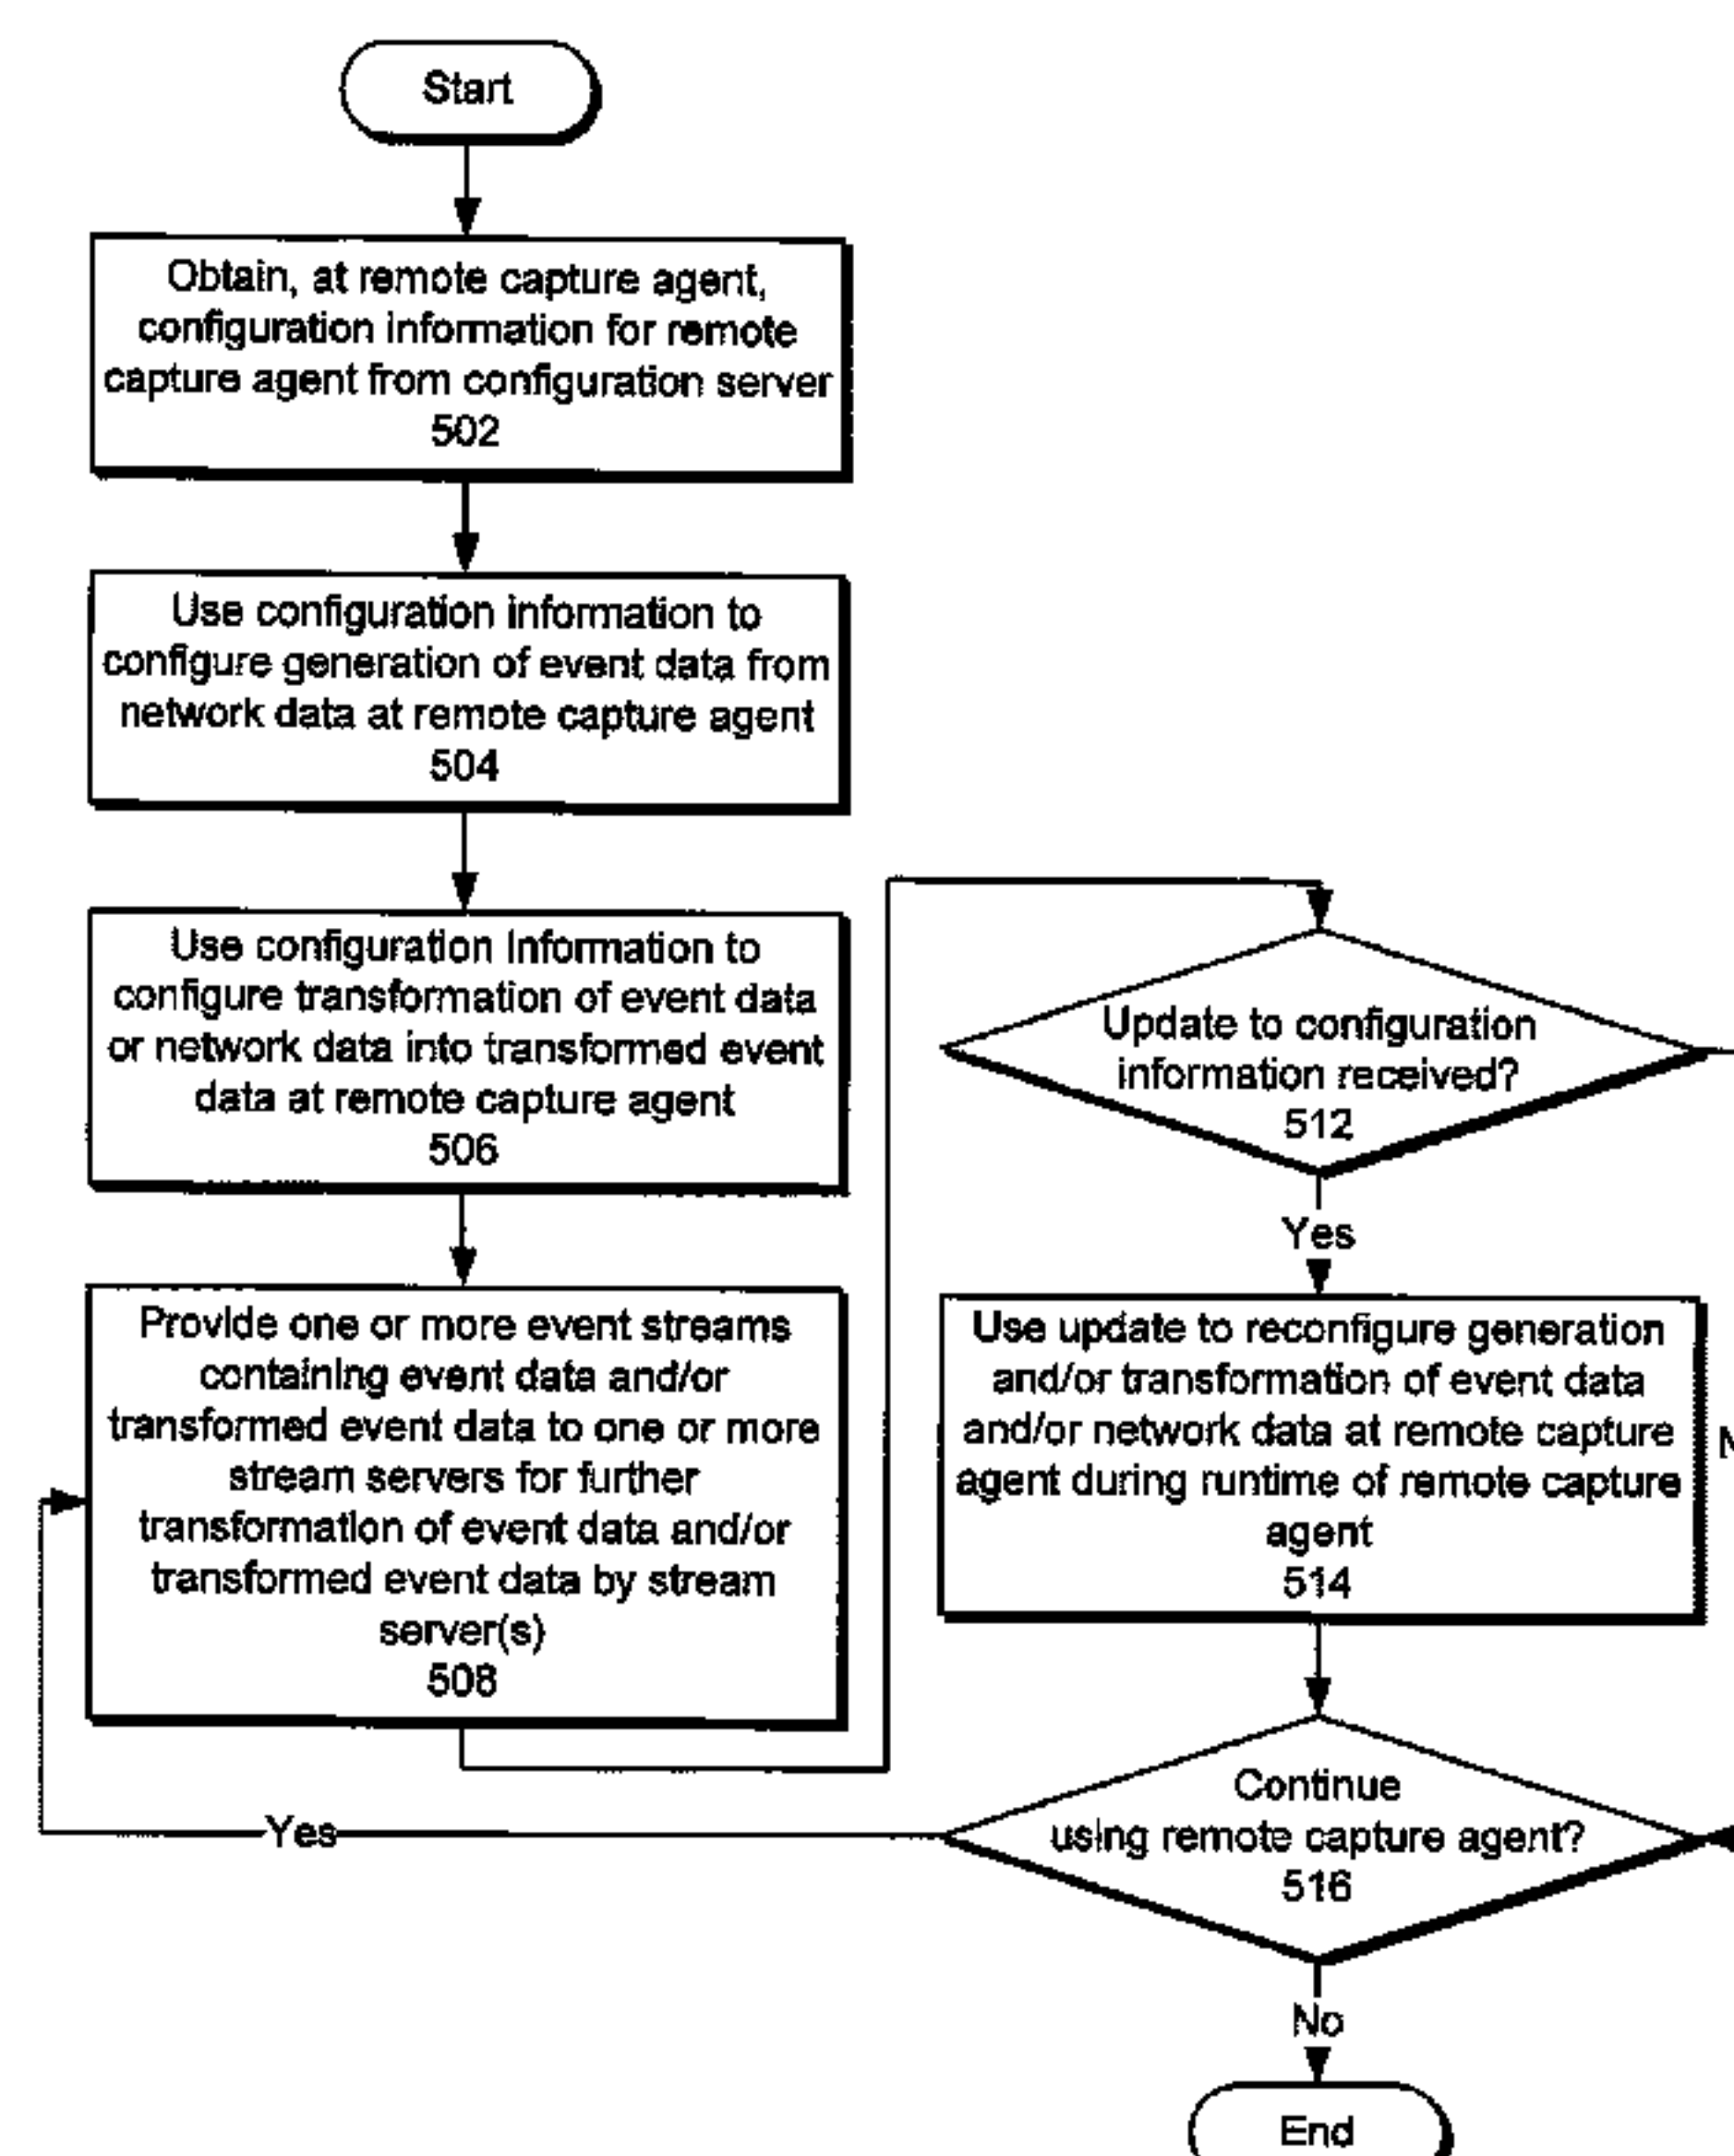 Start
Obtain, at remote capture agent,
configuration information for remote
capture agent from configuration server
502
Use configuration information to
configure generation of event data from
network data at remote capture agent
504
Use configuration Information to
configure transformation of event data
or network data into transformed event
data at remote capture agent
506
Provide one or more event streams
containing event data and/or
transformed event data to one or more
stream servers for further
transformation of event data and/or
transformed event data by stream
server(s)
508
Update to configuration
information received?
512
Yes
Use update to reconfigure generation
and/or transformation of event data
and/or network data at remote capture
agent during runtime of remote capture
agent
514
Continue
using remote capture agent?
516
Yes
No
End